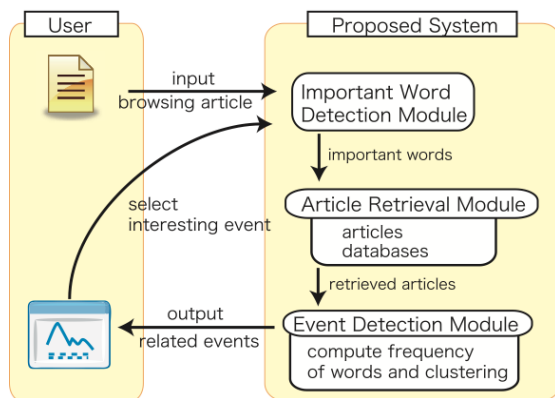 User
Proposed System
input
browsing article
Important Word
Detection Module
important words
select
interesting event
Article Retrieval Module
articles
databases
retrieved articles
output
related events
Event Detection Module
compute frequency
of words and clustering